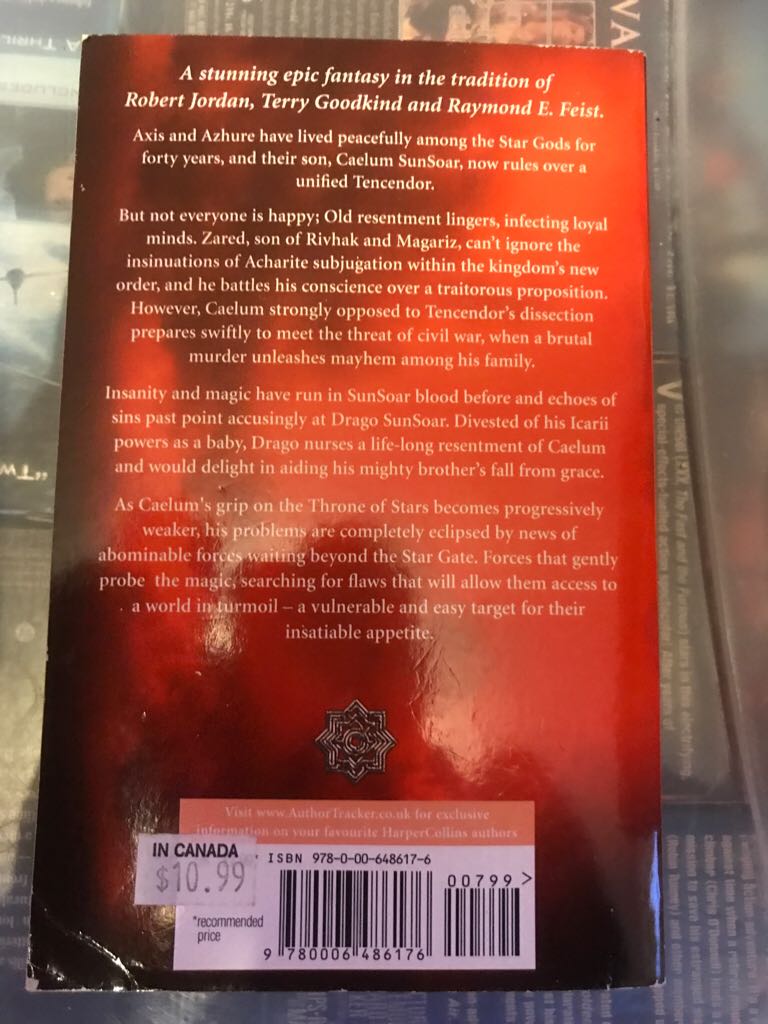 A stunning epic fantasy in the tradition of
Robert Jordan, Terry Goodkind and Raymond E. Feist.
Axis and Azhure have lived peacefully among the Star Gods for
forty years, and their son, Caelum SunSoar, now rules over a
unified Tencendor.
But not everyone is happy; Old resentment lingers, infecting loyal
minds. Zared, son of Rivhak and Magariz, can't ignore the
insinuations of Acharite subjugation within the kingdom's new
order, and he battles his conscience over a traitorous proposition.
However, Caelum strongly opposed to Tencendor's dissection
prepares swiftly to meet the threat of civil war, when a brutal
murder unleashes mayhem among his family.
Insanity and magic have run in SunSoar blood before and echoes of
sins past point accusingly at Drago SunSoar. Divested of his Icarii
powers as a baby, Drago nurses a life-long resentment of Caelum
and would delight in aiding his mighty brother's fall from grace.
As Caelum's grip on the Throne of Stars becomes progressively
weaker, his problems are completely eclipsed by news of
abominable forces waiting beyond the Star Gate. Forces that gently
probe the magic, searching for flaws that will allow them access to
a world in turmoil – a vulnerable and easy target for their
insatiable appetite.
Visit www.AuthorTracker.co.uk for exclusive
information on your favourite HarperCollins authors
IN CANADA
$10.99
ISBN 978-0-00-648617-6
00799>
*recommended
price
9 780006 486176
VA
A THRIL
"TW